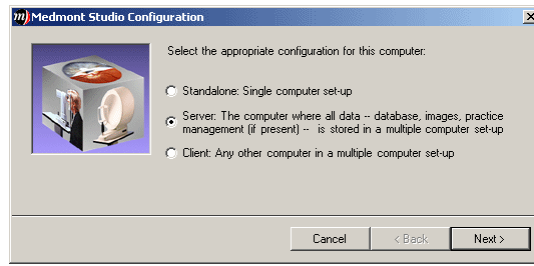 m) Medmont Studio Configuration
Select the appropriate configuration for this computer:
Standalone: Single computer set-up
Server: The computer where all data -- database, images, practice
management (if present) -- is stored in a multiple computer set-up
Client: Any other computer in a multiple computer set-up
Cancel
< Back
Next >